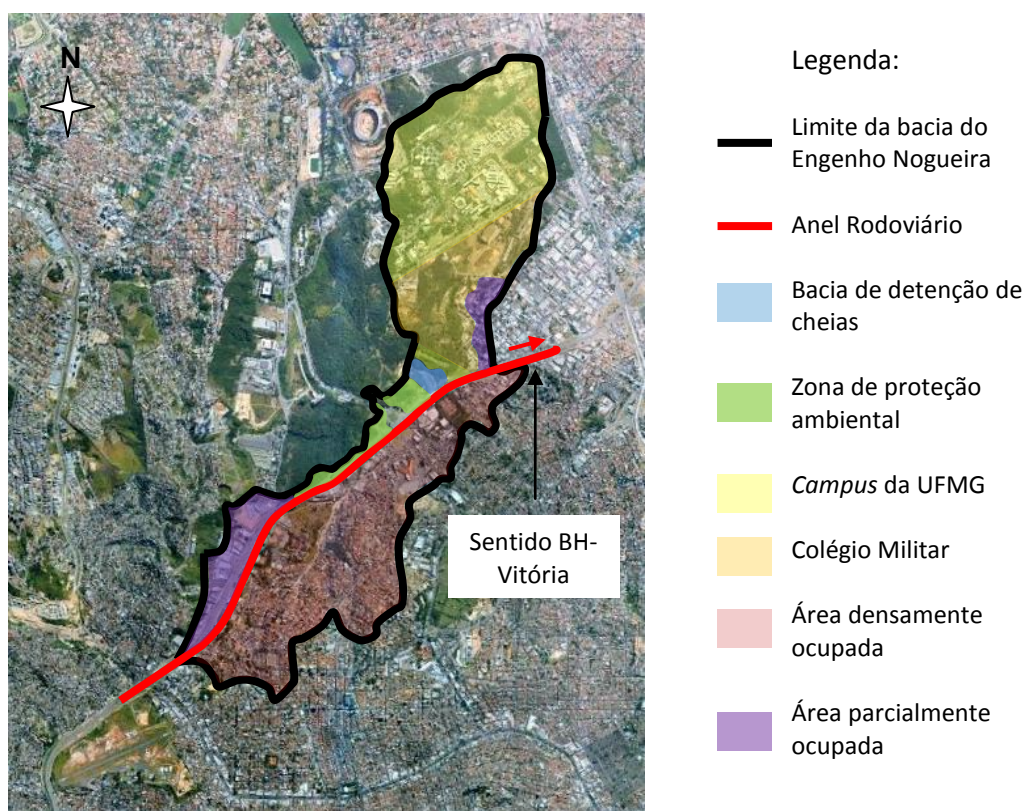 N
Sentido BH-
Vitória
Legenda:
Limite da bacia do
Engenho Nogueira
Anel Rodoviário
Bacia de detenção de
cheias
Zona de proteção
ambiental
Campus da UFMG
Colégio Militar
Área densamente
ocupada
Área parcialmente
ocupada